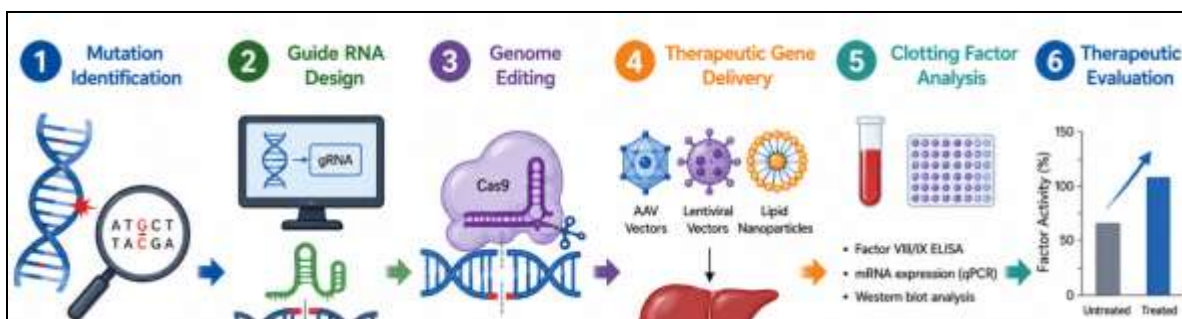 1 Mutation
Identification
2 Guide RNA
Design
3 Genome
Editing
4 Therapeutic Gene
Delivery
5 Clotting Factor
Analysis
6 Therapeutic
Evaluation
ATGCT
TACGA
gRNA
Cas9
AAV
Vectors
Lentiviral
Vectors
Lipid
Nanoparticles
• Factor VIII/IX ELISA
• mRNA expression (qPCR)
• Western blot analysis
Factor Activity (%)
150
100
50
0
Untreated
Treated